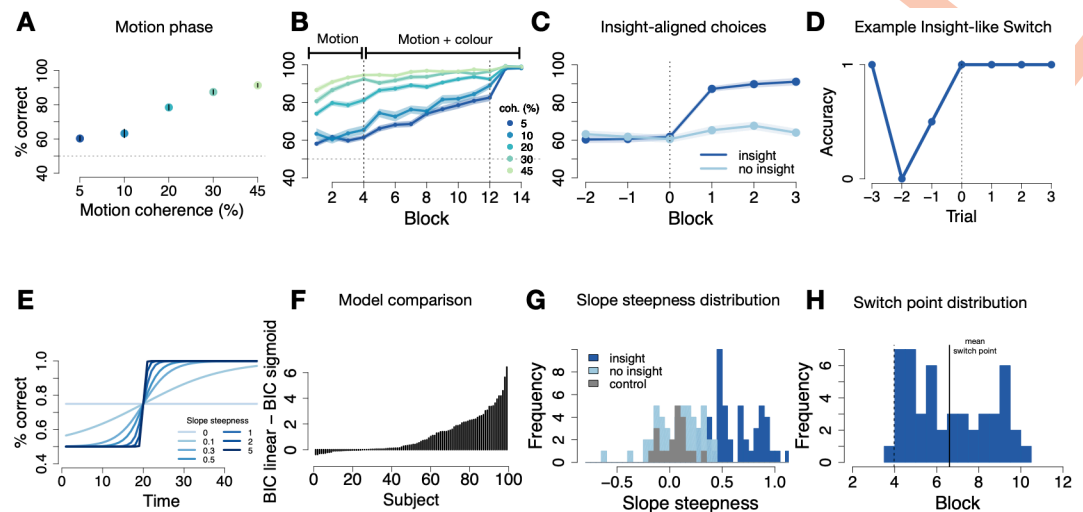 A
Motion phase
% correct
100
80
60
40
5
10
20
30
45
Motion coherence (%)
B
Motion
Motion + colour
100
80
60
40
coh. (%)
5
10
20
30
45
2
4
6
8
10
12
14
Block
C
Insight-aligned choices
% correct
100
80
60
40
insight
no insight
−2
−1
0
1
2
3
Block
D
Example Insight-like Switch
Accuracy
1
0
−3
−2
−1
0
1
2
3
Trial
E
% correct
1.0
0.8
0.6
0.4
Slope steepness
0
0.1
0.3
0.5
1
2
5
0
20
40
Time
F
Model comparison
BIC linear − BIC sigmoid
6
4
2
0
0
20
40
60
80
100
Subject
G
Slope steepness distribution
Frequency
8
6
4
2
0
insight
no insight
control
−0.5
0.0
0.5
1.0
Slope steepness
H
Switch point distribution
mean
switch point
Frequency
6
4
2
0
2
4
6
8
10
12
Block